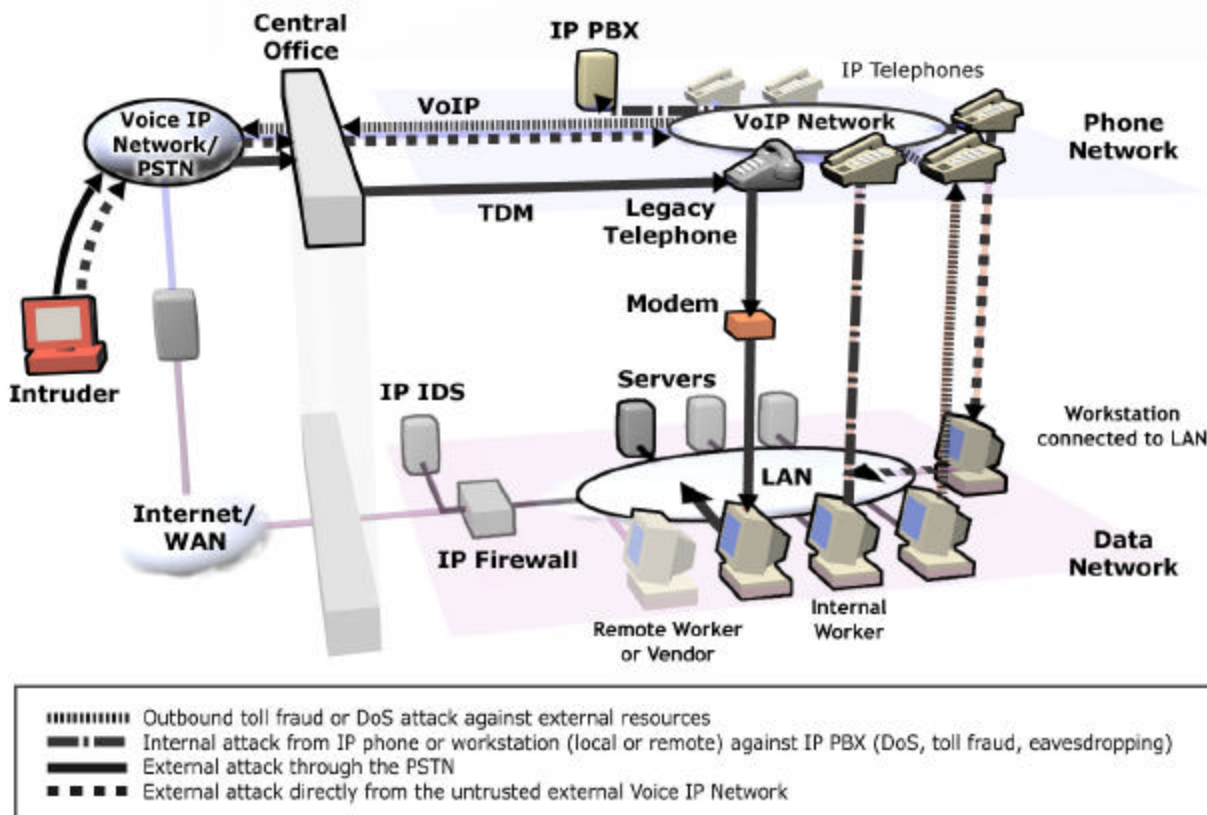 Central
Office
IP PBX
IP Telephones
VoIP
Voice IP
Network/
PSTN
VoIP Network
Phone
Network
TDM
Legacy
Telephone
Modem
Intruder
IP IDS
Servers
Workstation
connected to LAN
LAN
Internet/
WAN
IP Firewall
Data
Network
Remote Worker
or Vendor
Internal
Worker
Outbound toll fraud or DoS attack against external resources
Internal attack from IP phone or workstation (local or remote) against IP PBX (DoS, toll fraud, eavesdropping)
External attack through the PSTN
External attack directly from the untrusted external Voice IP Network